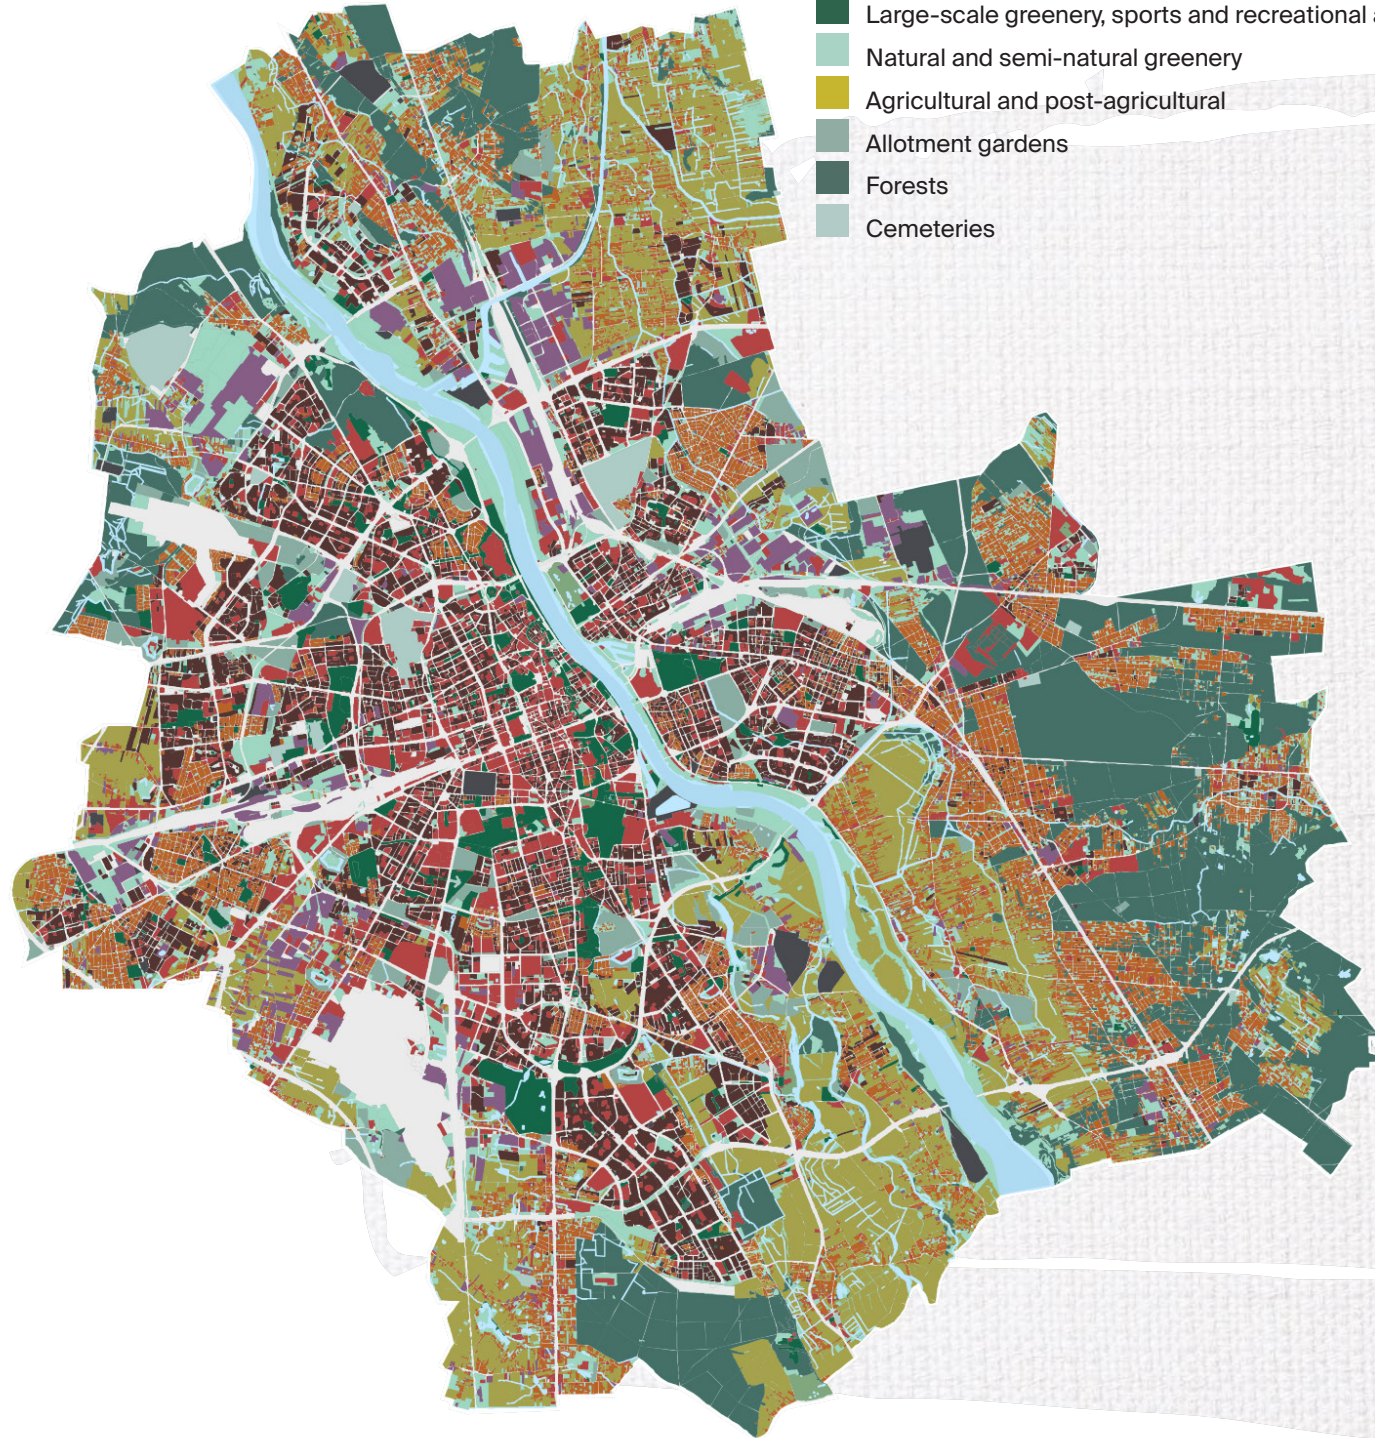 Large-scale greenery, sports and recreational
Natural and semi-natural greenery
Agricultural and post-agricultural
Allotment gardens
Forests
Cemeteries